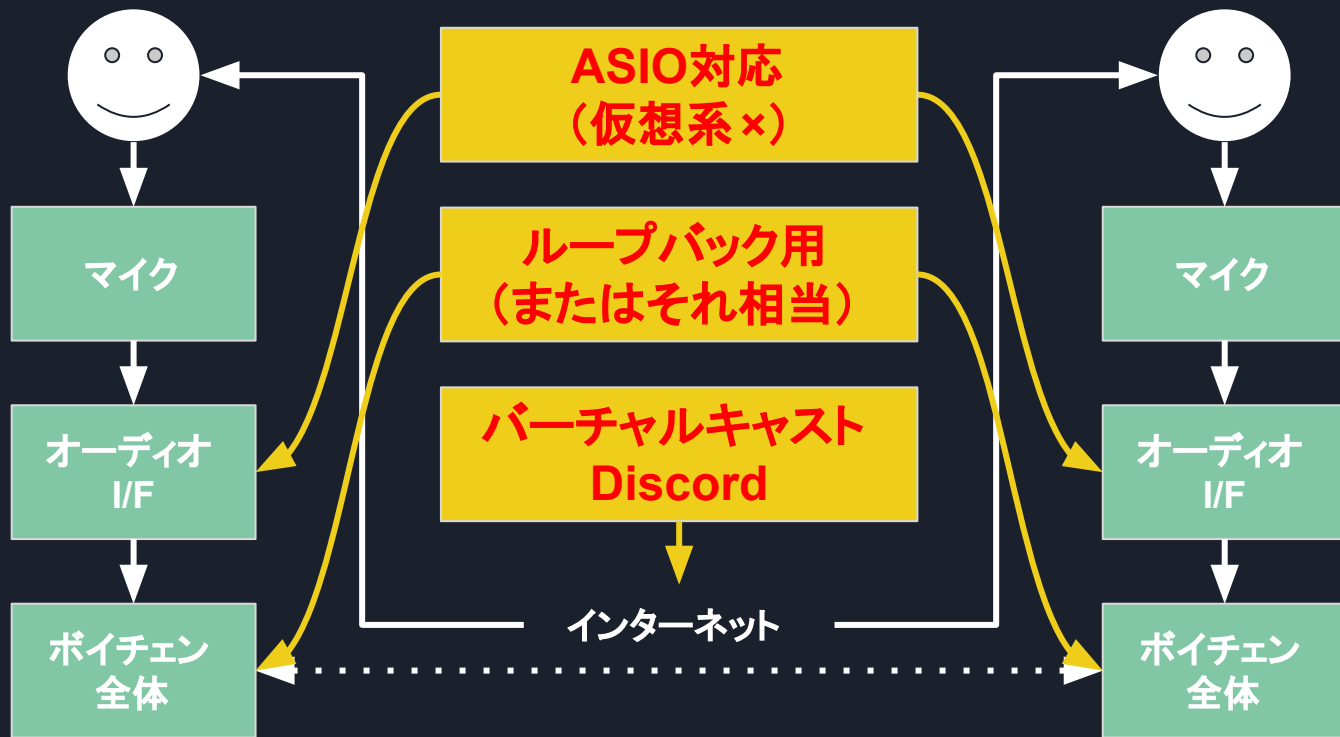 ASIO対応
（仮想系×）
マイク
ループバック用
（またはそれ相当）
マイク
オーディオ
I/F
バーチャルキャスト
Discord
オーディオ
I/F
ボイチェン
全体
インターネット
ボイチェン
全体